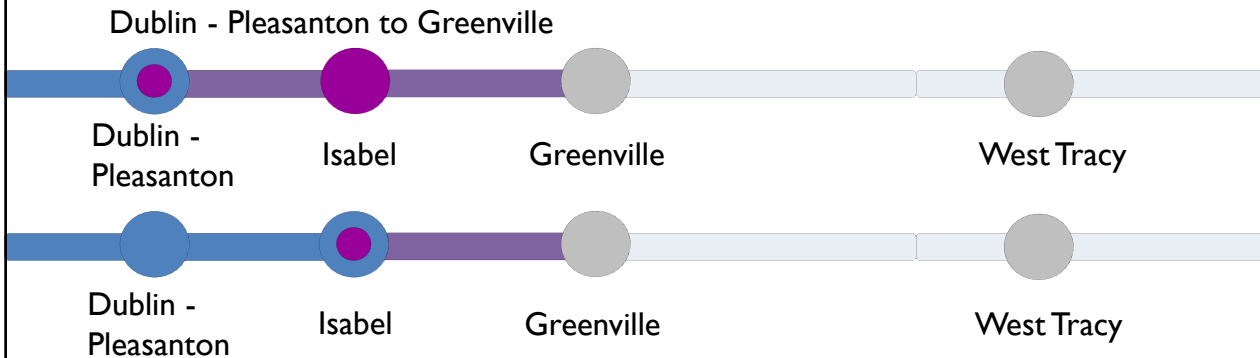 Dublin - Pleasanton to Greenville
Dublin -
Pleasanton
Isabel
Greenville
West Tracy
Dublin -
Pleasanton
Isabel
Greenville
West Tracy